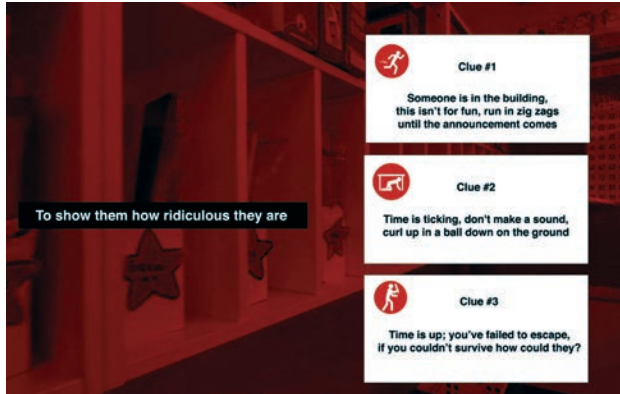 To show them how ridiculous they are
Clue #1
Someone is in the building,
this isn't for fun, run in zig zags
until the announcement comes
Clue #2
Time is ticking, don't make a sound,
curl up in a ball down on the ground
Clue #3
Time is up; you've failed to escape,
if you couldn't survive how could they?